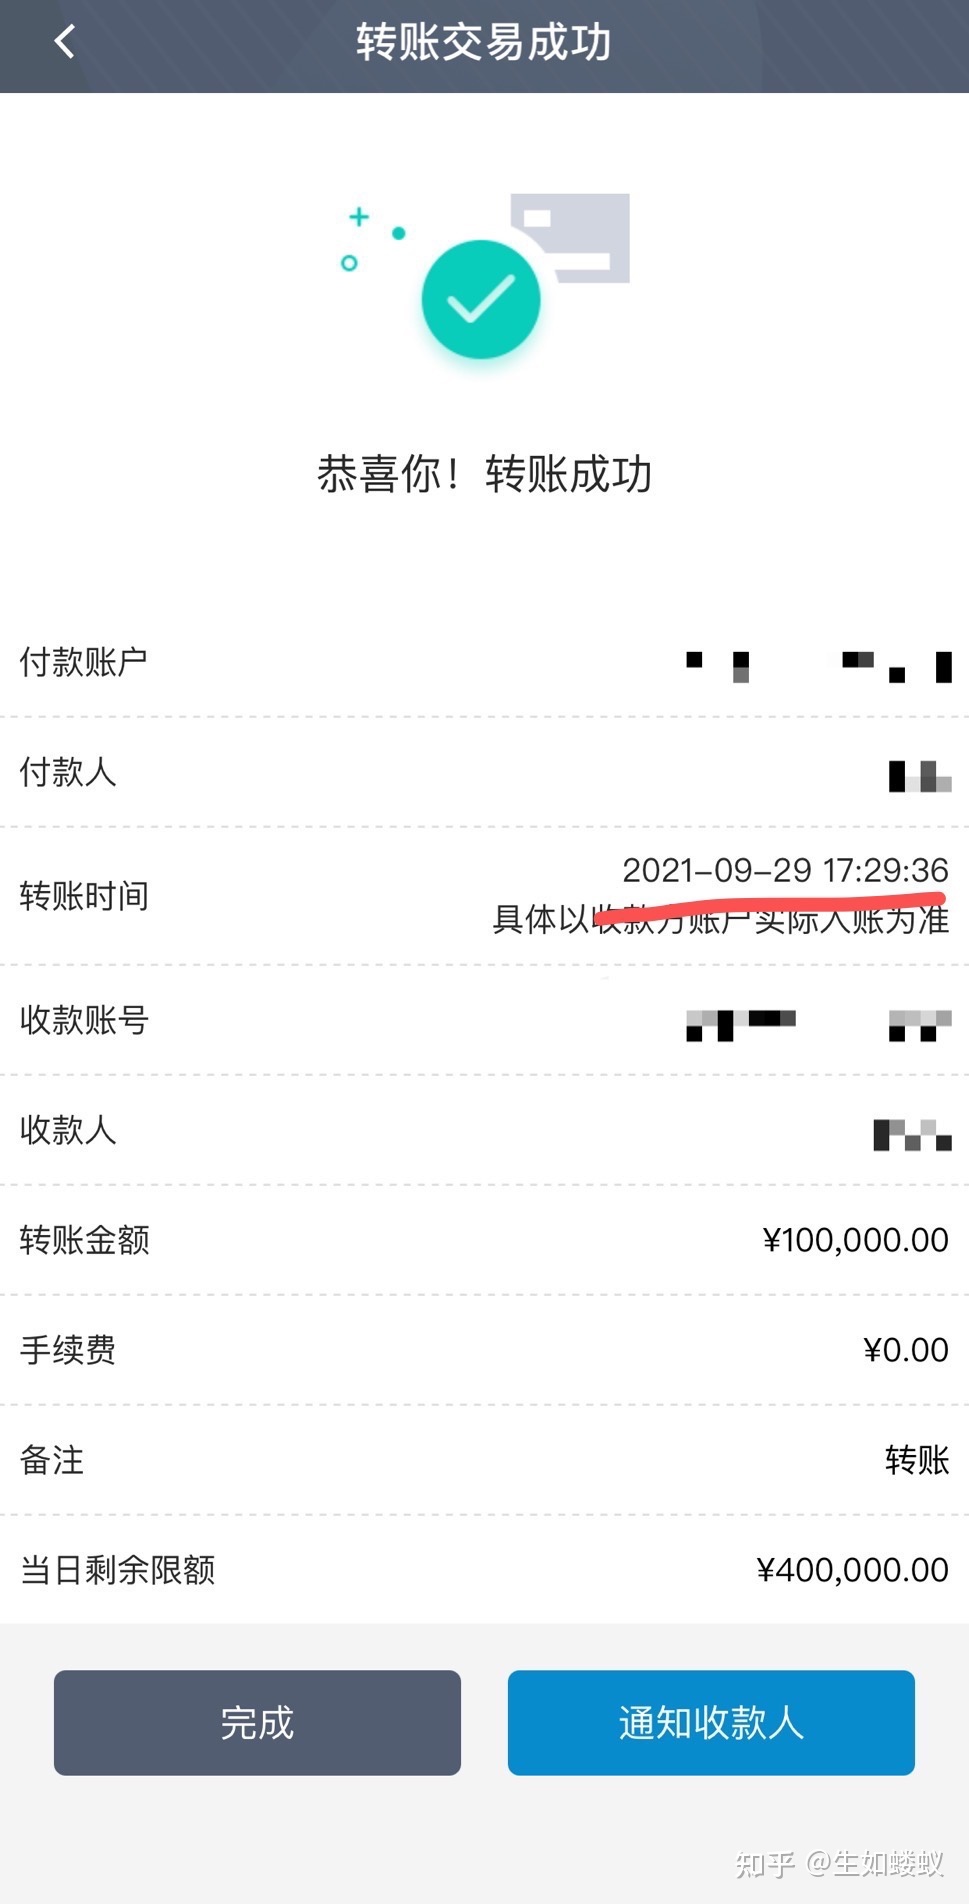 转账交易成功
恭喜你！转账成功
付款账户
付款人
转账时间 2021-09-29 17:29:36
具体以收款方账户实际入账为准
收款账号
收款人
转账金额 ¥100,000.00
手续费 ¥0.00
备注 转账
当日剩余限额 ¥400,000.00
完成 通知收款人
知乎 @生如蝼蚁